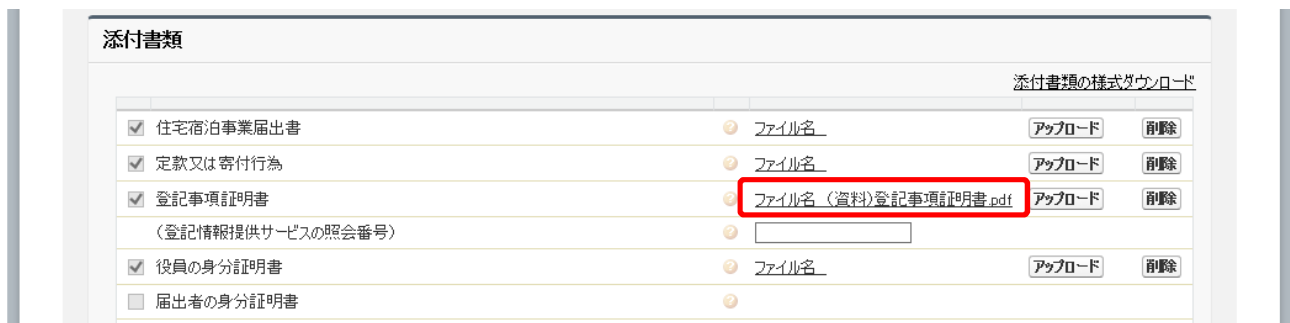 添付書類
添付書類の様式ダウンロード
住宅宿泊事業届出書 ファイル名 アップロード 削除
定款又は寄付行為 ファイル名 アップロード 削除
登記事項証明書 ファイル名 (資料)登記事項証明書.pdf アップロード 削除
(登記情報提供サービスの照会番号)
役員の身分証明書 ファイル名 アップロード 削除
届出者の身分証明書